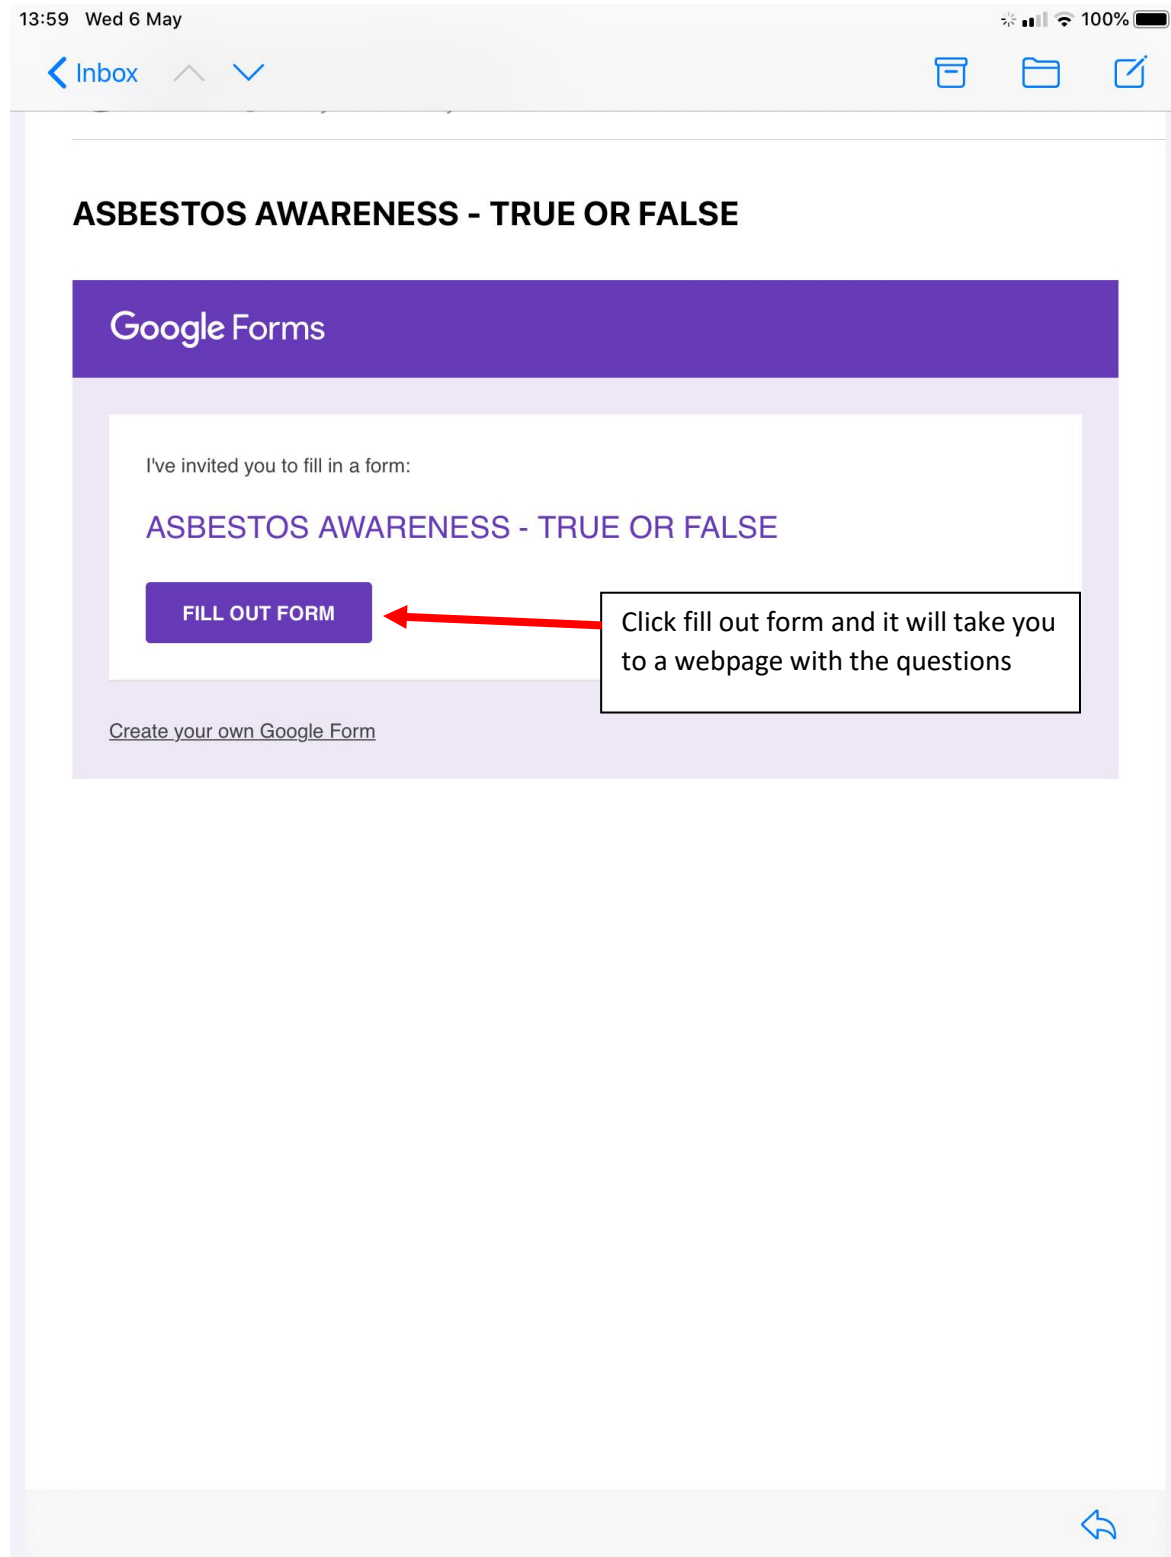 13:59 Wed 6 May
100%
Inbox
ASBESTOS AWARENESS - TRUE OR FALSE
Google Forms
I've invited you to fill in a form:
ASBESTOS AWARENESS - TRUE OR FALSE
FILL OUT FORM
Click fill out form and it will take you
to a webpage with the questions
Create your own Google Form